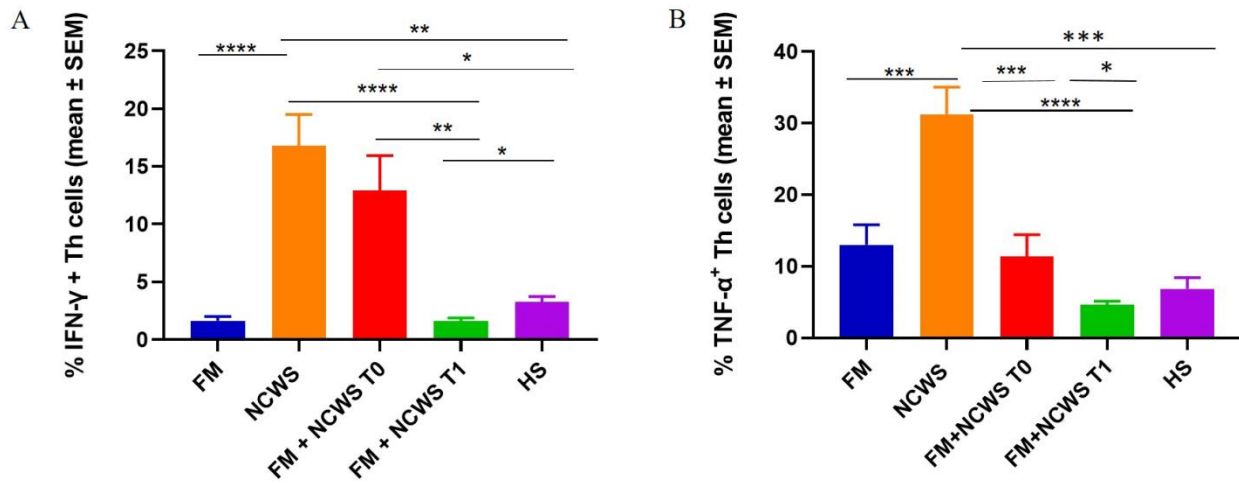 A
% IFN-γ + Th cells (mean ± SEM)
25
20
15
10
5
0
****
**
*
****
**
*
FM
NCWS
FM + NCWS T0
FM + NCWS T1
HS
B
% TNF-α⁺ Th cells (mean ± SEM)
40
30
20
10
0
***
***
***
*
****
FM
NCWS
FM+NCWS T0
FM+NCWS T1
HS